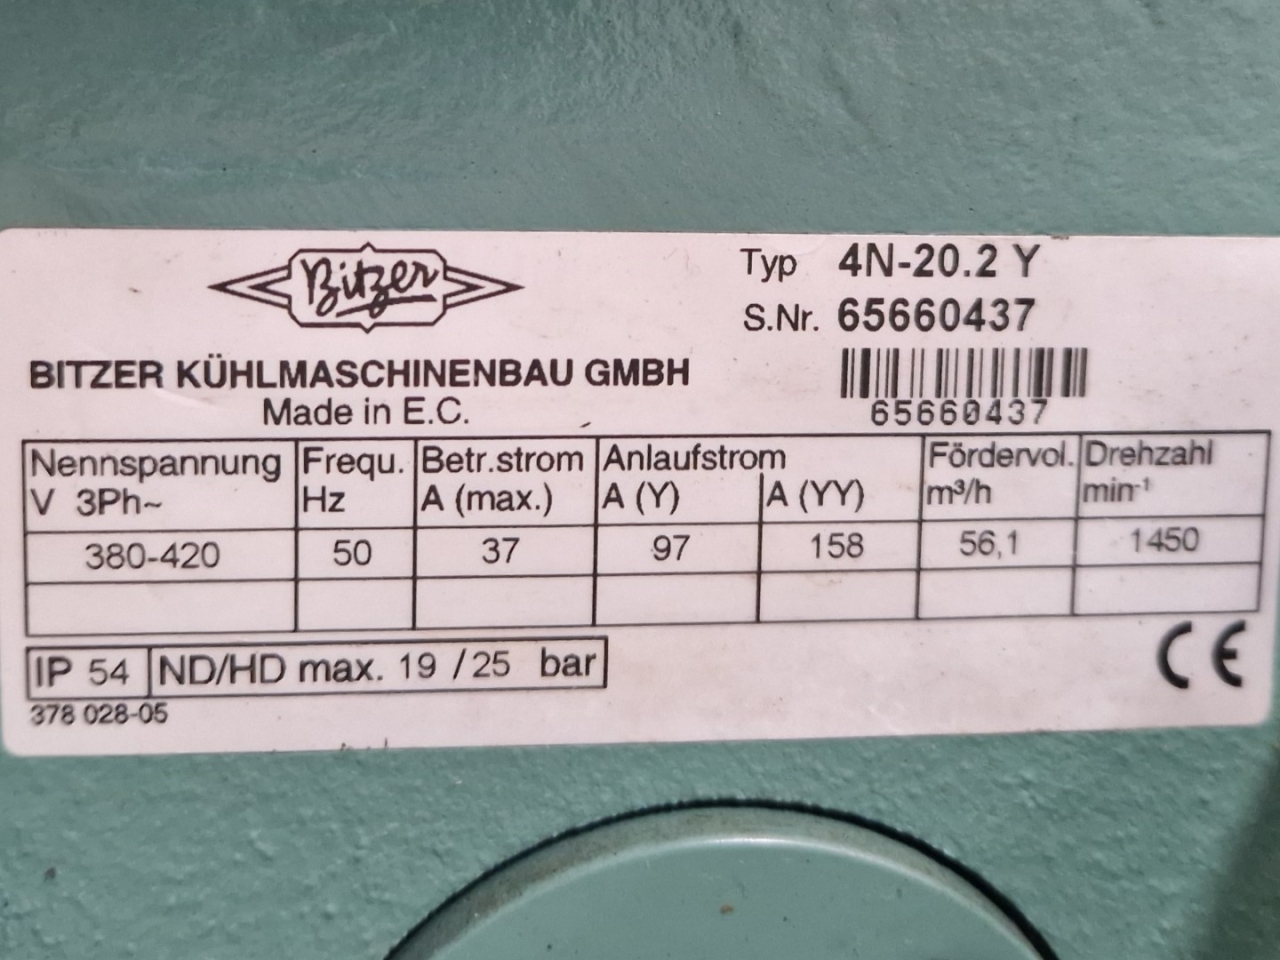 Bitzer
Typ 4N-20.2 Y
S.Nr. 65660437
65660437
BITZER KÜHLMASCHINENBAU GMBH
Made in E.C.
Nennspannung Frequ. Betr.strom Anlaufstrom Fördervol. Drehzahl
V 3Ph~ Hz A (max.) A (Y) A (YY) m³/h min⁻¹
380-420 50 37 97 158 56,1 1450
IP 54 ND/HD max. 19 / 25 bar
CE
378 028-05